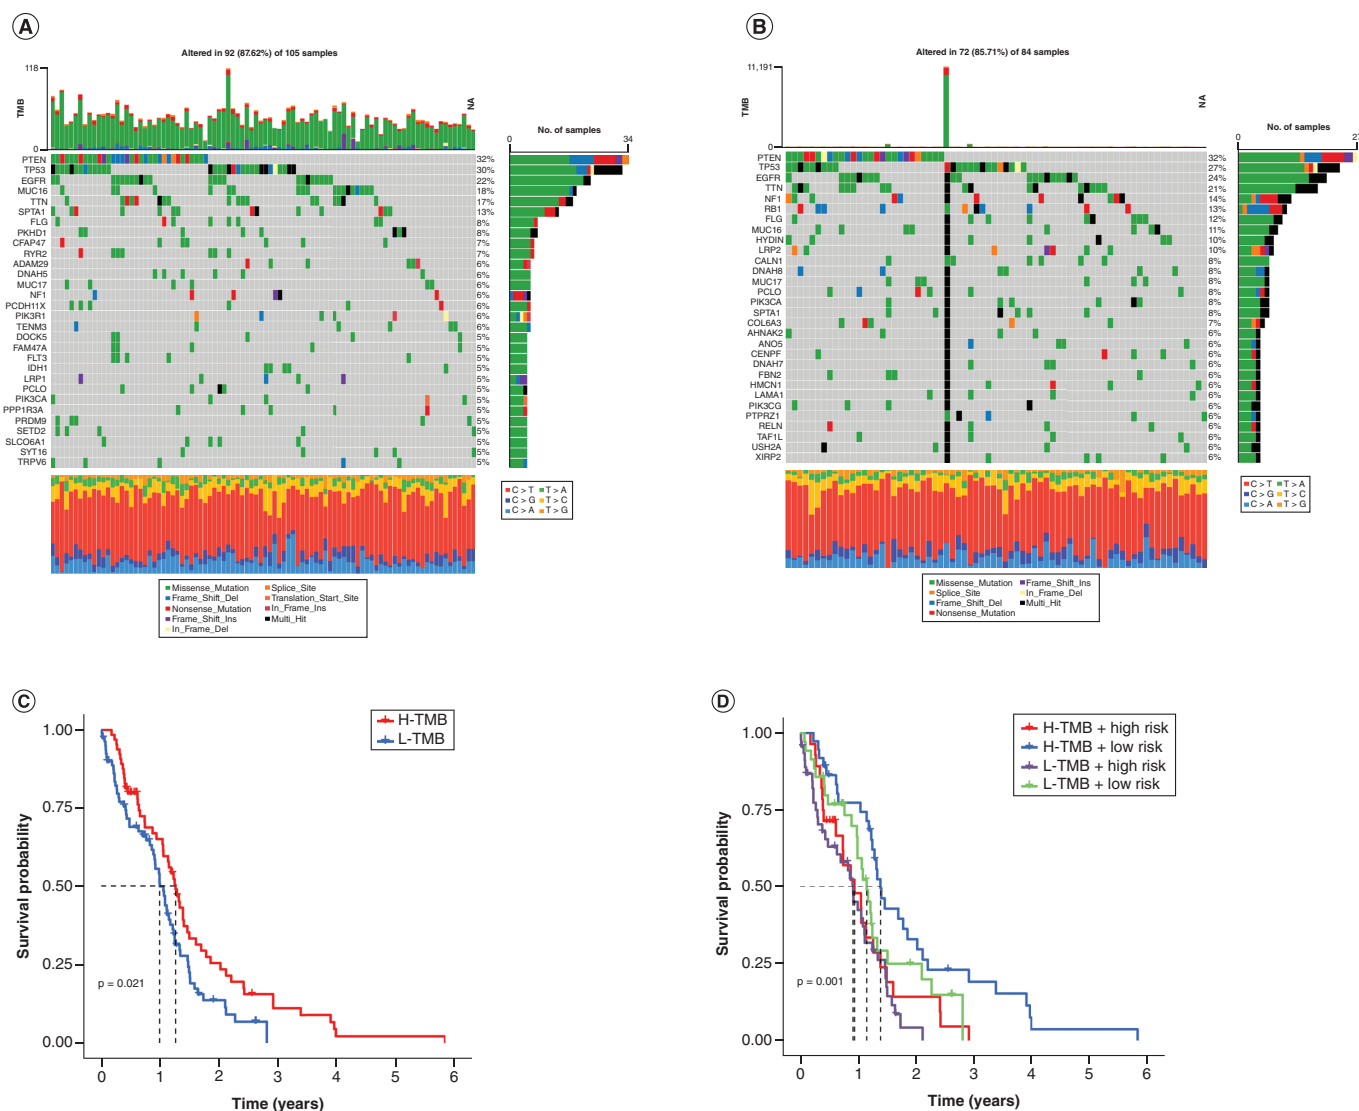 A
Altered in 92 (87.62%) of 105 samples
118
0
TMB
NA
No. of samples
0
34
PTEN 32%
TP53 30%
EGFR 22%
MUC16 18%
TTN 17%
SPTA1 13%
FLG 8%
PKHD1 8%
CFAP47 7%
RYR2 7%
ADAM29 6%
DNAH5 6%
MUC17 6%
NF1 6%
PCDH11X 6%
PIK3R1 6%
TENM3 6%
DOCK5 5%
FAM47A 5%
FLT3 5%
IDH1 5%
LRP1 5%
PCLO 5%
PIK3CA 5%
PPP1R3A 5%
PRDM9 5%
SETD2 5%
SLCO6A1 5%
SYT16 5%
TRPV6 5%
C > T T > A
C > G T > C
C > A T > G
Missense_Mutation Splice_Site
Frame_Shift_Del Translation_Start_Site
Nonsense_Mutation In_Frame_Ins
Frame_Shift_Ins Multi_Hit
In_Frame_Del
B
Altered in 72 (85.71%) of 84 samples
11,191
0
TMB
NA
No. of samples
0
27
PTEN 32%
TP53 27%
EGFR 24%
TTN 21%
NF1 14%
RB1 13%
FLG 12%
MUC16 11%
HYDIN 10%
LRP2 10%
CALN1 8%
DNAH8 8%
MUC17 8%
PCLO 8%
PIK3CA 8%
SPTA1 8%
COL6A3 7%
AHNAK2 6%
ANO5 6%
CENPF 6%
DNAH7 6%
FBN2 6%
HMCN1 6%
LAMA1 6%
PIK3CG 6%
PTPRZ1 6%
RELN 6%
TAF1L 6%
USH2A 6%
XIRP2 6%
C > T T > A
C > G T > C
C > A T > G
Missense_Mutation Frame_Shift_Ins
Splice_Site In_Frame_Del
Frame_Shift_Del Multi_Hit
Nonsense_Mutation
C
H-TMB
L-TMB
1.00
0.75
0.50
0.25
0.00
Survival probability
p = 0.021
0 1 2 3 4 5 6
Time (years)
D
H-TMB + high risk
H-TMB + low risk
L-TMB + high risk
L-TMB + low risk
1.00
0.75
0.50
0.25
0.00
Survival probability
p = 0.001
0 1 2 3 4 5 6
Time (years)